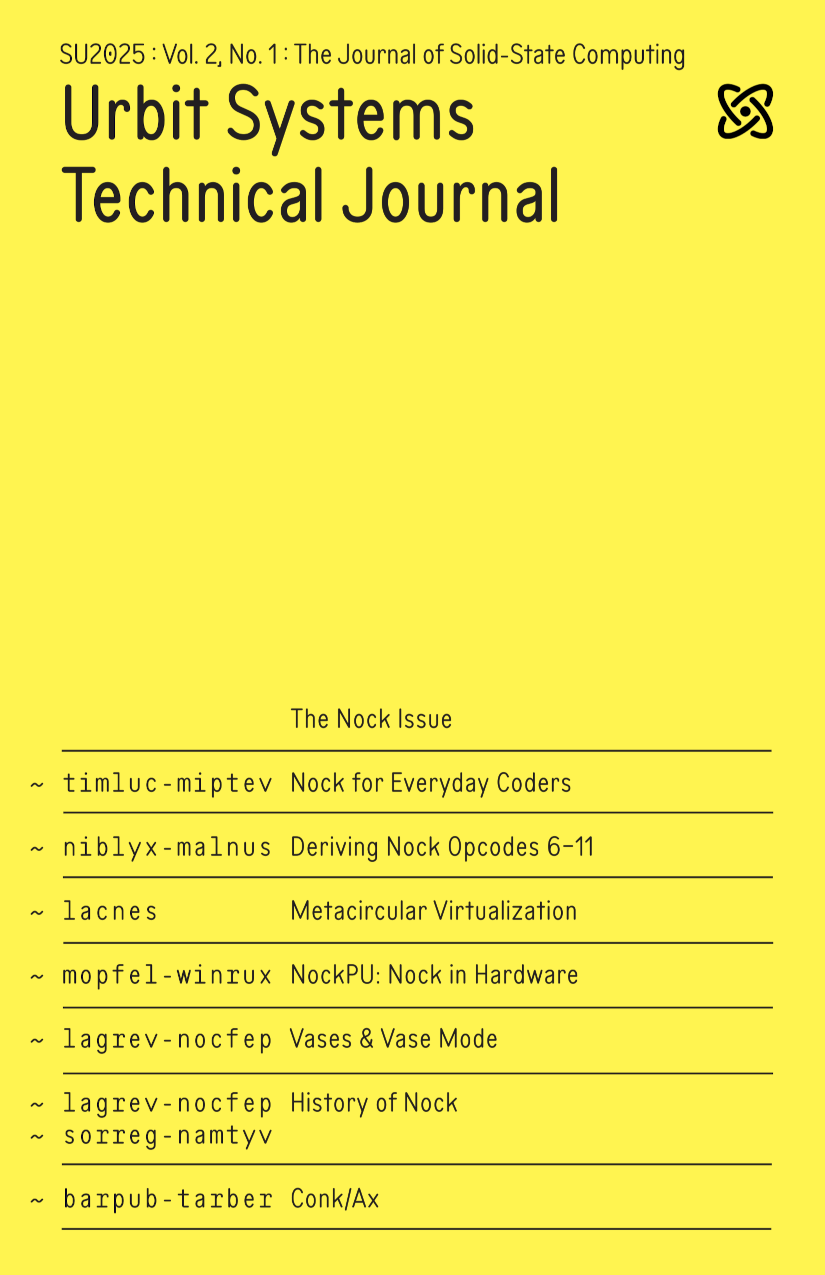 SU2025 : Vol. 2, No. 1 : The Journal of Solid-State Computing
Urbit Systems
Technical Journal
The Nock Issue
~ timluc-miptev Nock for Everyday Coders
~ niblyx-malnus Deriving Nock Opcodes 6–11
~ lacnes Metacircular Virtualization
~ mopfel-winrux NockPU: Nock in Hardware
~ lagrev-nocfep Vases & Vase Mode
~ lagrev-nocfep History of Nock
~ sorreg-namtyv
~ barpub-tarber Conk/Ax